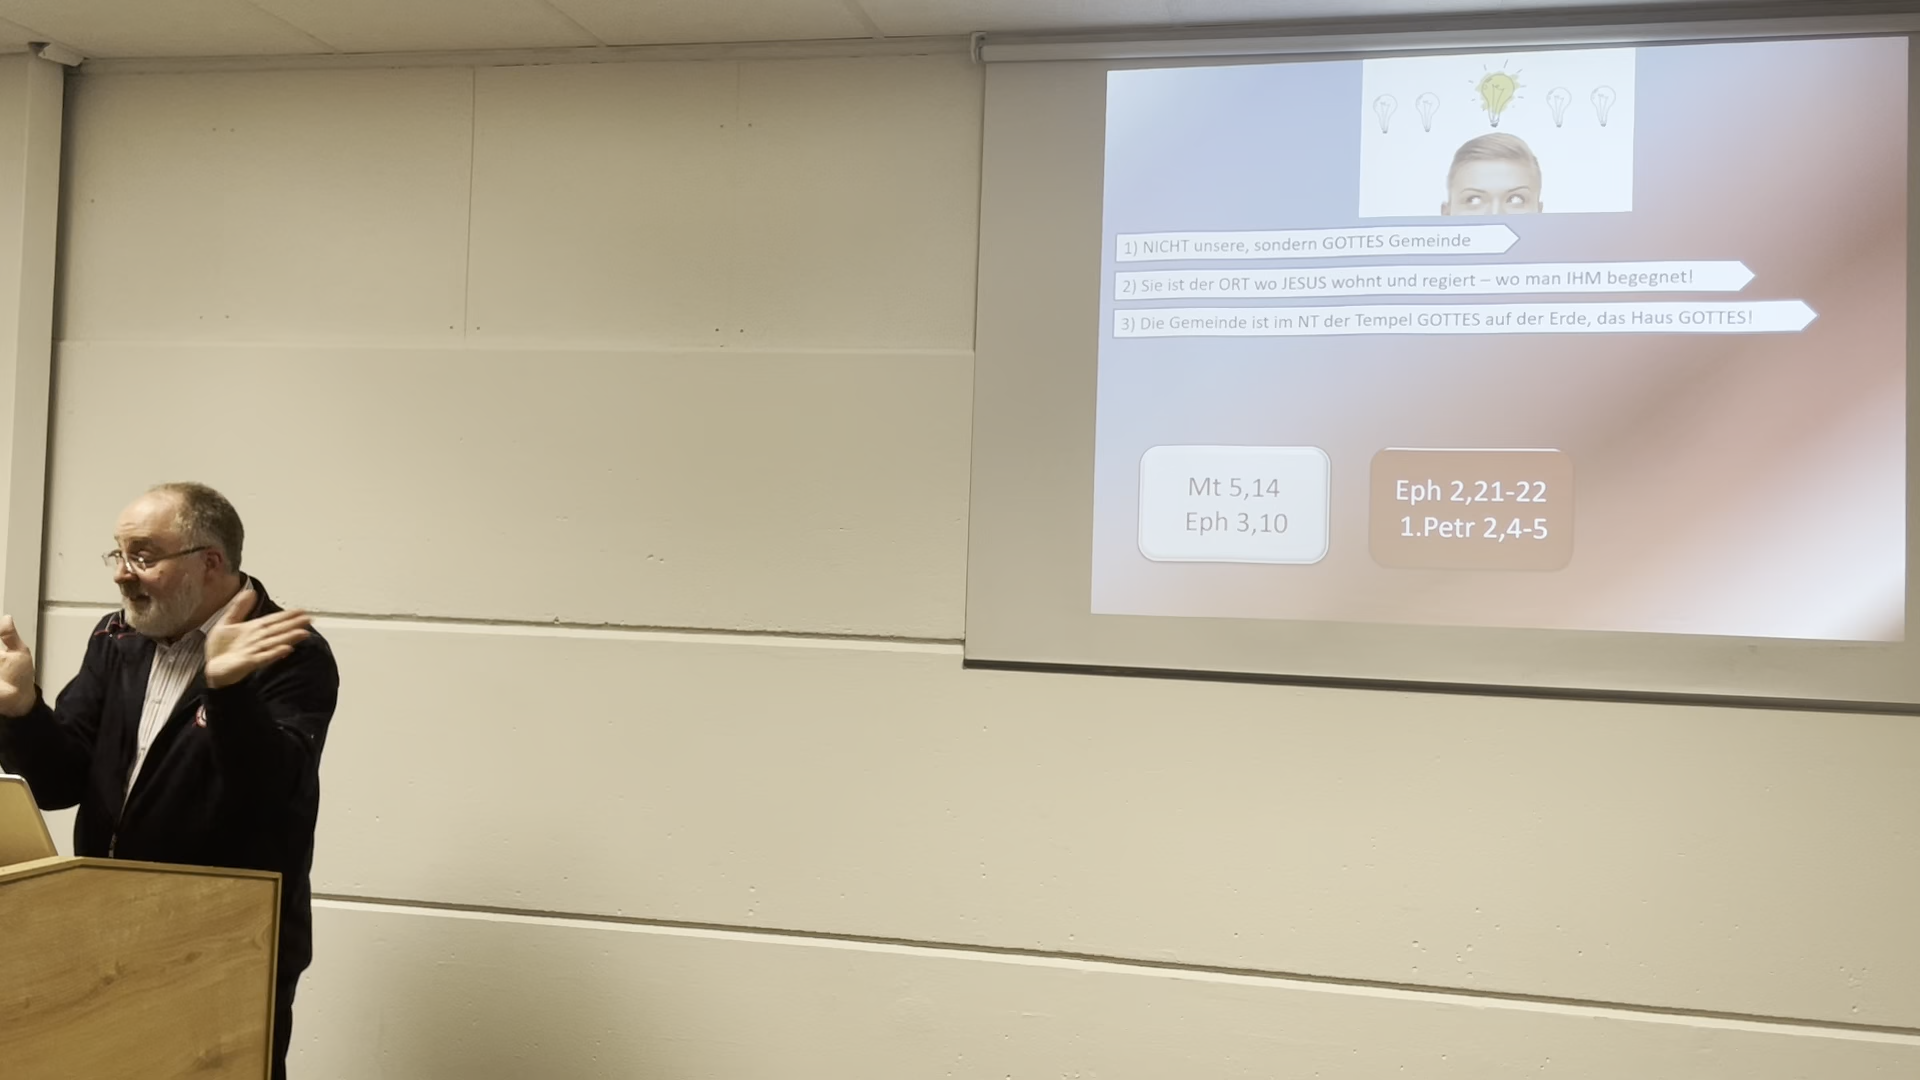 1) NICHT unsere, sondern GOTTES Gemeinde
2) Sie ist der ORT wo JESUS wohnt und regiert – wo man IHM begegnet!
3) Die Gemeinde ist im NT der Tempel GOTTES auf der Erde, das Haus GOTTES!
Mt 5,14
Eph 3,10
Eph 2,21-22
1.Petr 2,4-5